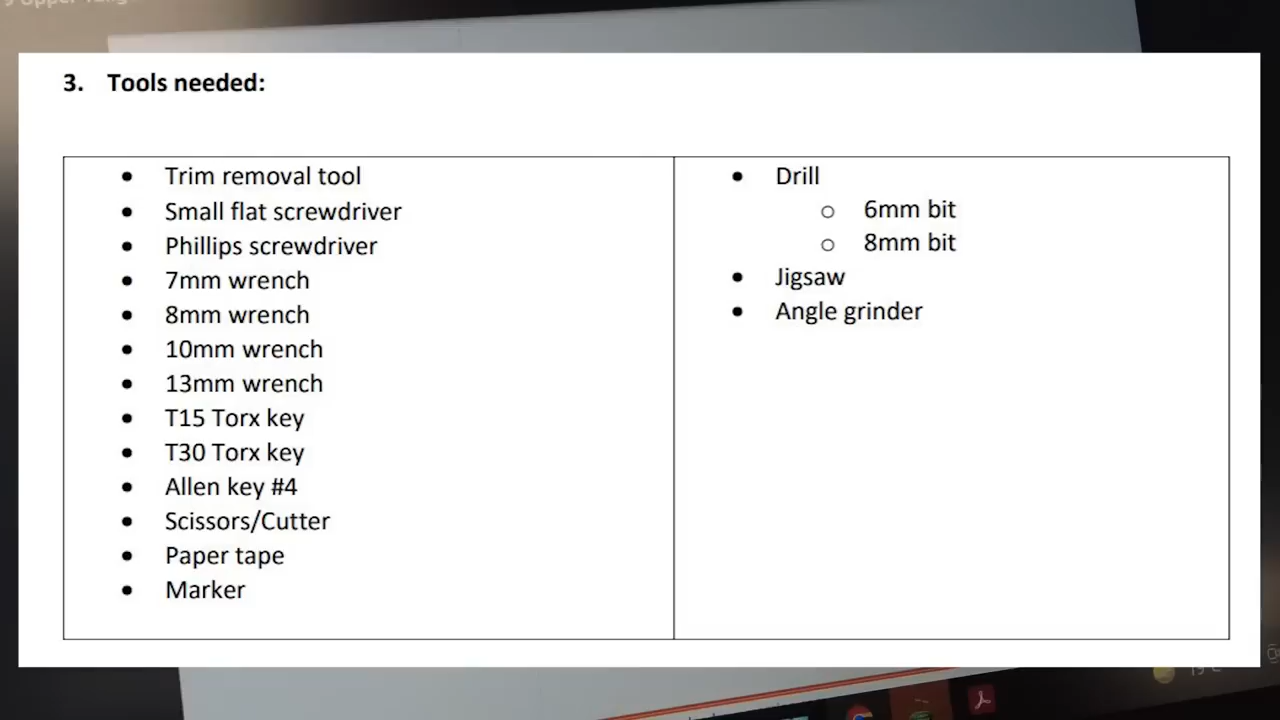 3. Tools needed:
• Trim removal tool
• Small flat screwdriver
• Phillips screwdriver
• 7mm wrench
• 8mm wrench
• 10mm wrench
• 13mm wrench
• T15 Torx key
• T30 Torx key
• Allen key #4
• Scissors/Cutter
• Paper tape
• Marker
• Drill
o 6mm bit
o 8mm bit
• Jigsaw
• Angle grinder